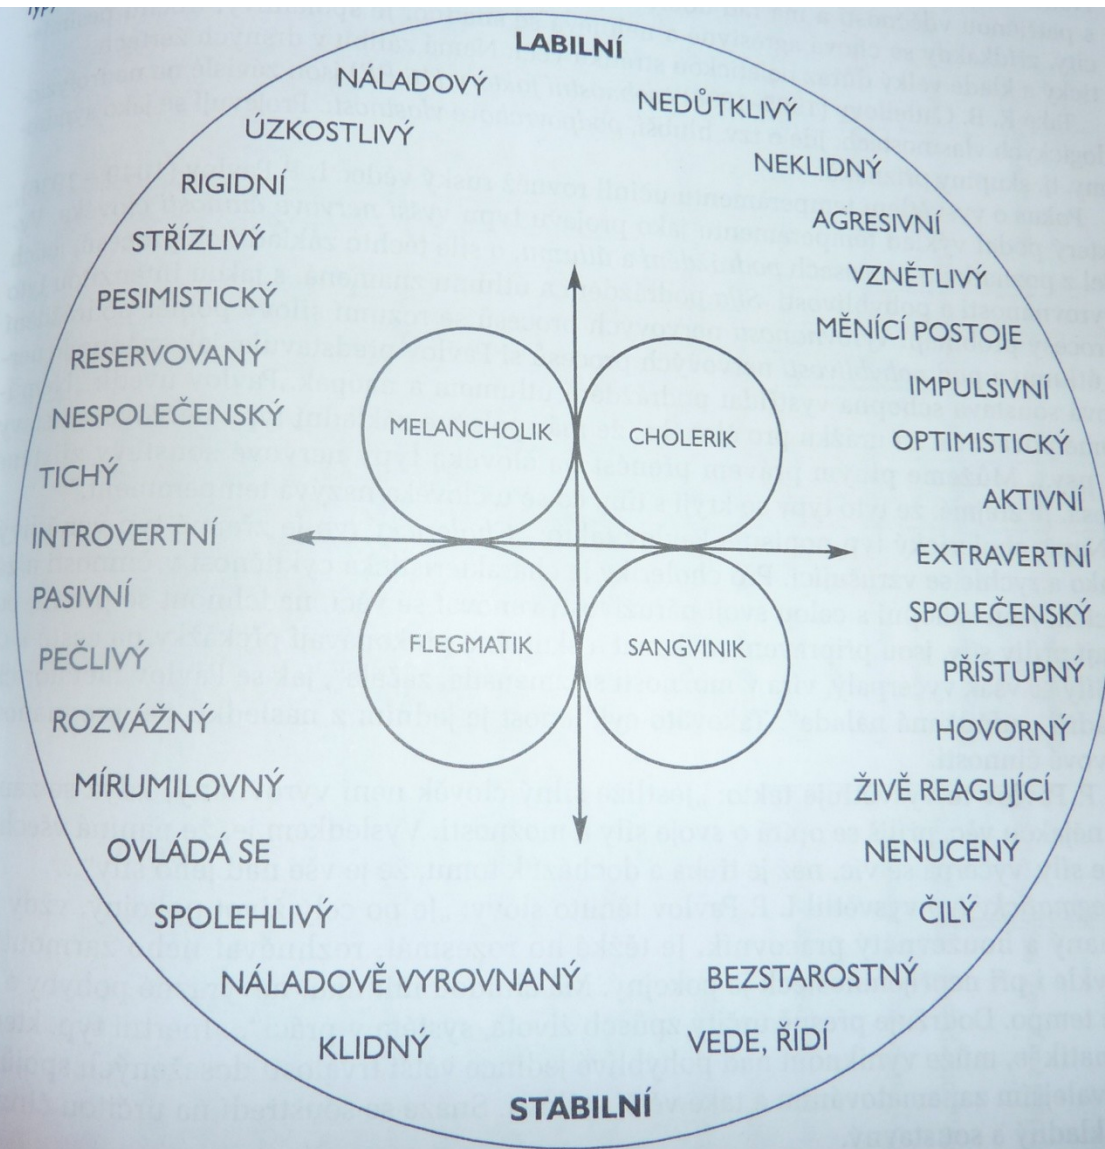 LABILNÍ
NÁLADOVÝ
NEDŮTKLIVÝ
ÚZKOSTLIVÝ
NEKLIDNÝ
RIGIDNÍ
AGRESIVNÍ
STŘÍZLIVÝ
VZNĚTLIVÝ
PESIMISTICKÝ
MĚNÍCÍ POSTOJE
RESERVOVANÝ
IMPULSIVNÍ
NESPOLEČENSKÝ
MELANCHOLIK
CHOLERIK
OPTIMISTICKÝ
TICHÝ
AKTIVNÍ
INTROVERTNÍ
EXTRAVERTNÍ
PASIVNÍ
SPOLEČENSKÝ
PEČLIVÝ
FLEGMATIK
SANGVINIK
PŘÍSTUPNÝ
ROZVÁŽNÝ
HOVORNÝ
MÍRUMILOVNÝ
ŽIVĚ REAGUJÍCÍ
OVLÁDÁ SE
NENUCENÝ
SPOLEHLIVÝ
ČILÝ
NÁLADOVĚ VYROVNANÝ
BEZSTAROSTNÝ
KLIDNÝ
VEDE, ŘÍDÍ
STABILNÍ